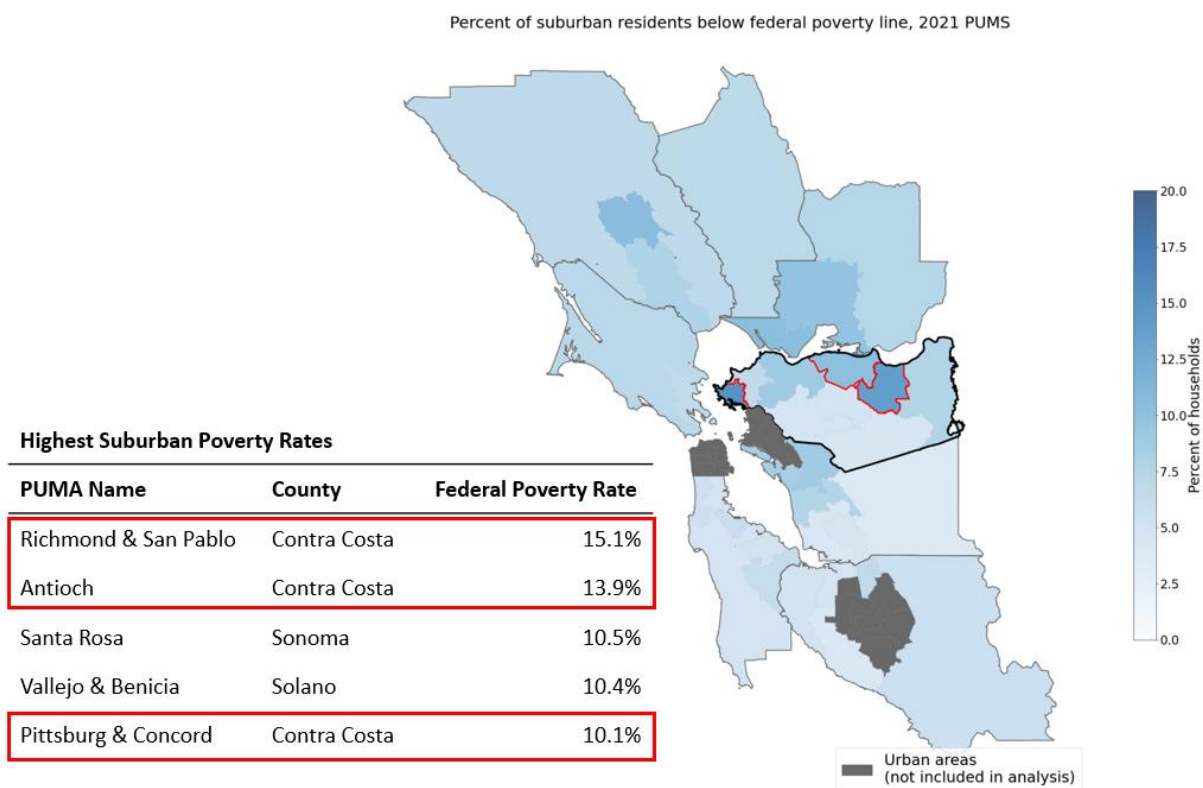 Percent of suburban residents below federal poverty line, 2021 PUMS
Highest Suburban Poverty Rates
PUMA Name County Federal Poverty Rate
Richmond & San Pablo Contra Costa 15.1%
Antioch Contra Costa 13.9%
Santa Rosa Sonoma 10.5%
Vallejo & Benicia Solano 10.4%
Pittsburg & Concord Contra Costa 10.1%
20.0
17.5
15.0
12.5
10.0
7.5
5.0
2.5
0.0
Percent of households
Urban areas
(not included in analysis)